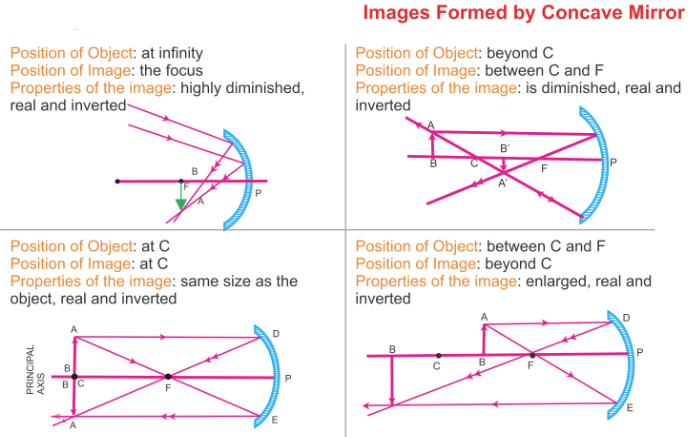 Images Formed by Concave Mirror
Position of Object: at infinity
Position of Image: the focus
Properties of the image: highly diminished,
real and inverted
B
F
A
P
Position of Object: beyond C
Position of Image: between C and F
Properties of the image: is diminished, real and
inverted
A
B'
B
C
F
P
A'
Position of Object: at C
Position of Image: at C
Properties of the image: same size as the
object, real and inverted
PRINCIPAL
AXIS
A
D
B
B
C
F
P
A
E
Position of Object: between C and F
Position of Image: beyond C
Properties of the image: enlarged, real and
inverted
A
D
B
C
B
F
P
E